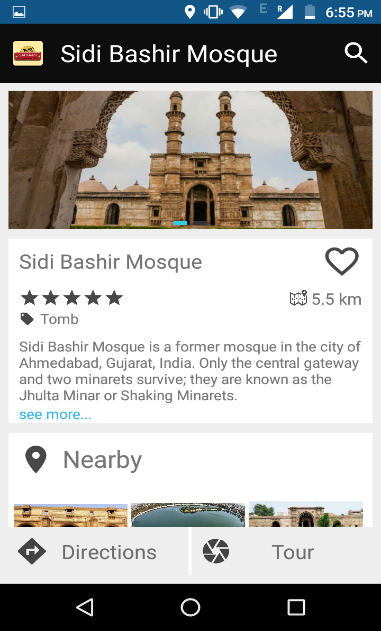 E R 6:55 PM
Sidi Bashir Mosque
Sidi Bashir Mosque
5.5 km
Tomb
Sidi Bashir Mosque is a former mosque in the city of
Ahmedabad, Gujarat, India. Only the central gateway
and two minarets survive; they are known as the
Jhulta Minar or Shaking Minarets.
see more...
Nearby
Directions
Tour